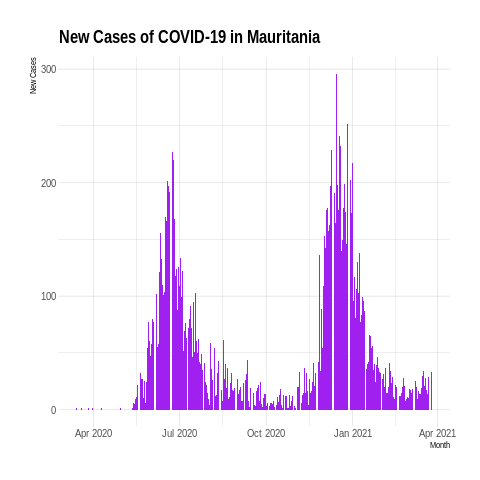 New Cases of COVID-19 in Mauritania
New Cases
300
200
100
0
Apr 2020 Jul 2020 Oct 2020 Jan 2021 Apr 2021
Month